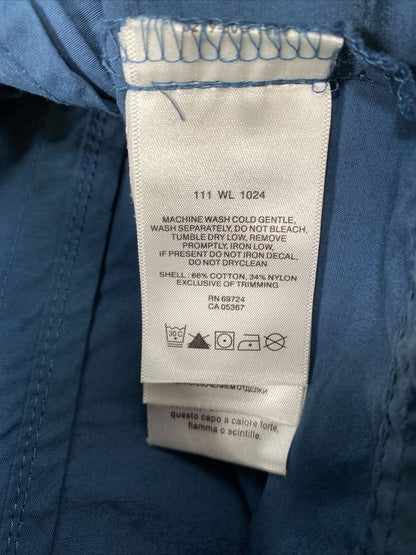 111 WL 1024
MACHINE WASH COLD GENTLE,
WASH SEPARATELY, DO NOT BLEACH,
TUMBLE DRY LOW, REMOVE
PROMPTLY, IRON LOW,
IF PRESENT DO NOT IRON DECAL,
DO NOT DRYCLEAN
SHELL : 66% COTTON, 34% NYLON
EXCLUSIVE OF TRIMMING
RN 69724
CA 05367
30C
ОТДЕЛКИ
questo capo a calore forte,
fiamma o scintille.